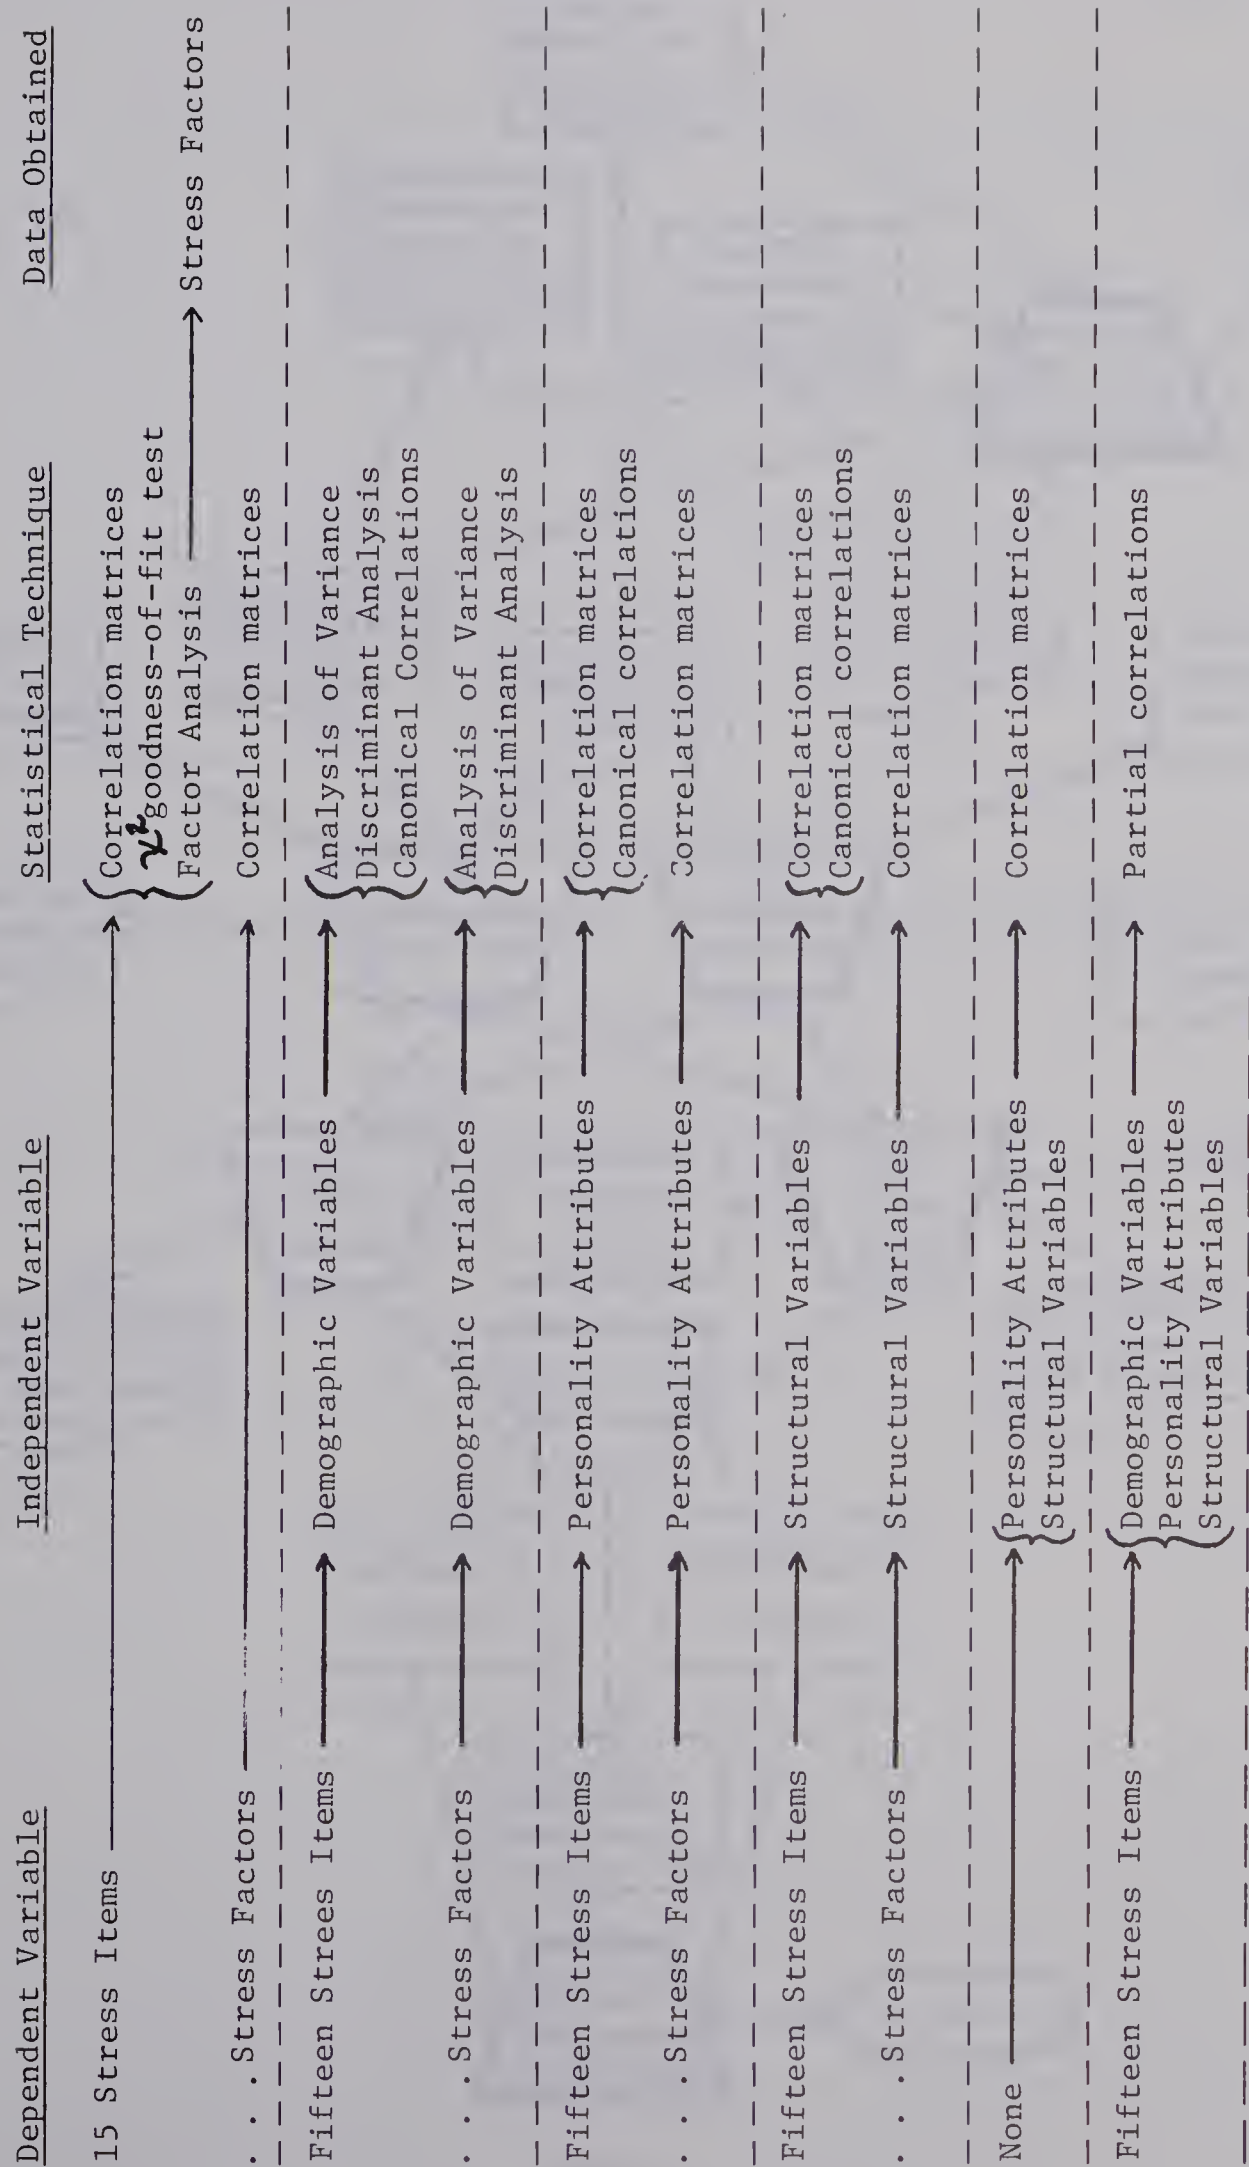 Dependent Variable Independent Variable Statistical Technique Data Obtained
15 Stress Items Correlation matrices
χ² goodness-of-fit test
Factor Analysis Stress Factors
. . . Stress Factors Correlation matrices
Fifteen Strees Items Demographic Variables Analysis of Variance
Discriminant Analysis
Canonical Correlations
. . . Stress Factors Demographic Variables Analysis of Variance
Discriminant Analysis
Fifteen Stress Items Personality Attributes Correlation matrices
Canonical correlations
. . . Stress Factors Personality Attributes Correlation matrices
Fifteen Stress Items Structural Variables Correlation matrices
Canonical correlations
. . . Stress Factors Structural Variables Correlation matrices
None Personality Attributes Correlation matrices
Structural Variables
Fifteen Stress Items Demographic Variables Partial correlations
Personality Attributes
Structural Variables